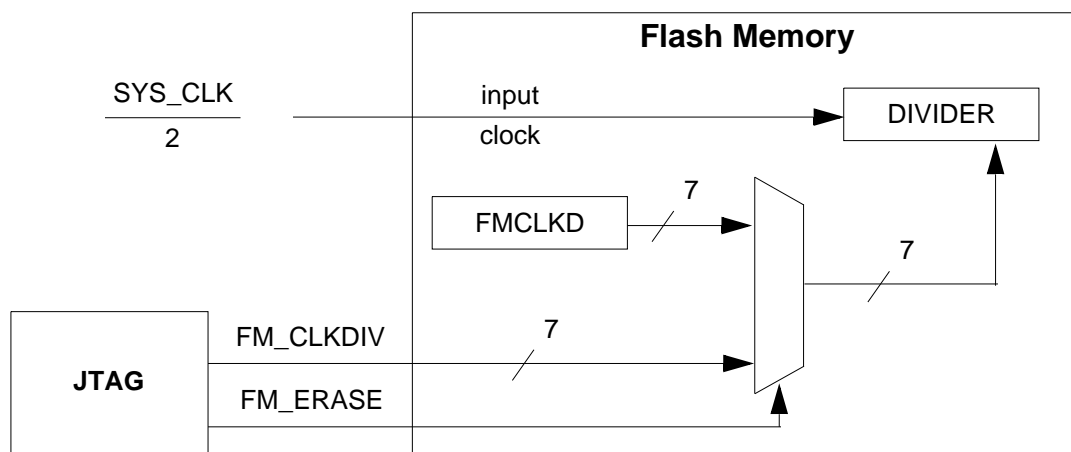 Flash Memory
SYS_CLK
2
input
clock
DIVIDER
7
FMCLKD
7
FM_CLKDIV
7
JTAG
FM_ERASE